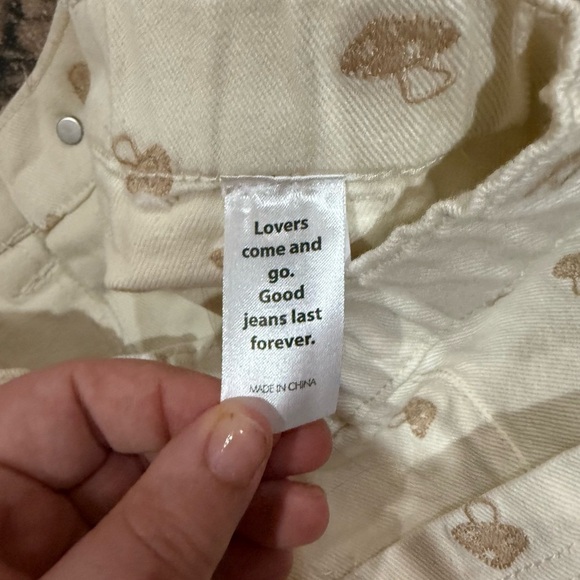 Lovers
come and
go.
Good
jeans last
forever.
MADE IN CHINA